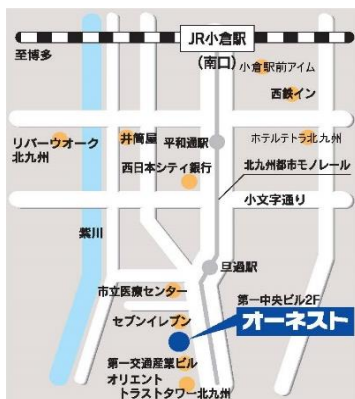 JR小倉駅
(南口)
至博多
小倉駅前アイム
西鉄イン
リバーウオーク
北九州
井筒屋
平和通駅
ホテルテトラ北九州
西日本シティ銀行
北九州都市モノレール
小文字通り
紫川
旦過駅
市立医療センター
第一中央ビル2F
セブンイレブン
オーネスト
第一交通産業ビル
オリエント
トラストタワー北九州